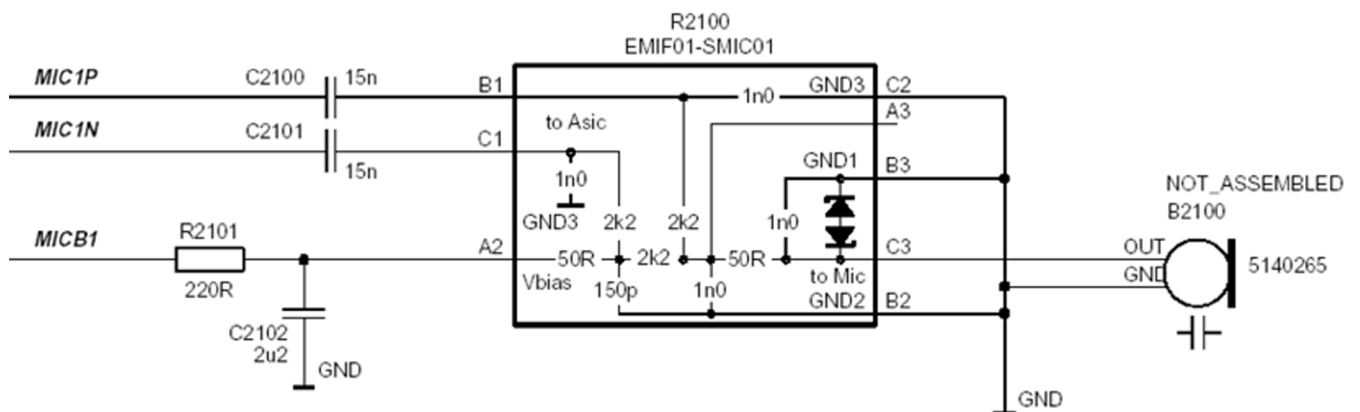 R2100
EMIF01-SMIC01
MIC1P
C2100
15n
B1
1n0
GND3
C2
A3
MIC1N
C2101
15n
C1
to Asic
1n0
GND3
GND1
B3
NOT_ASSEMBLED
B2100
MICB1
R2101
220R
A2
2k2
2k2
1n0
50R
2k2
50R
to Mic
C3
OUT
GND
5140265
Vbias
150p
1n0
GND2
B2
C2102
2u2
GND
GND